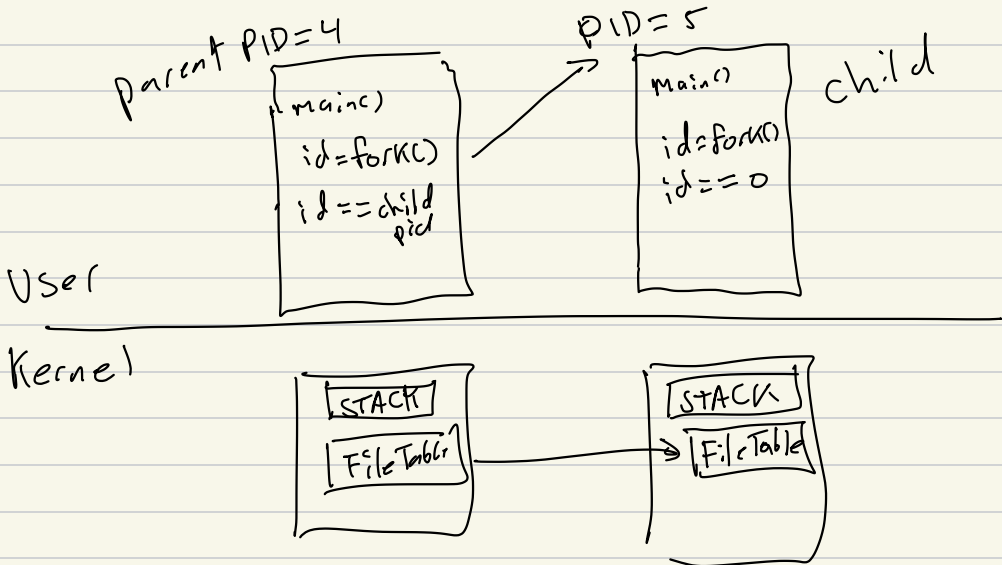 parent PID=4
main()
id=fork()
id==child
pid
PID=5
child
main()
id=fork()
id==0
User
Kernel
STACK
FileTable
STACK
FileTable